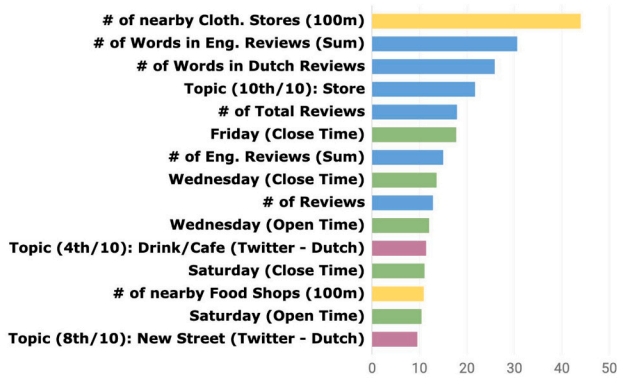 # of nearby Cloth. Stores (100m)
# of Words in Eng. Reviews (Sum)
# of Words in Dutch Reviews
Topic (10th/10): Store
# of Total Reviews
Friday (Close Time)
# of Eng. Reviews (Sum)
Wednesday (Close Time)
# of Reviews
Wednesday (Open Time)
Topic (4th/10): Drink/Cafe (Twitter - Dutch)
Saturday (Close Time)
# of nearby Food Shops (100m)
Saturday (Open Time)
Topic (8th/10): New Street (Twitter - Dutch)
0 10 20 30 40 50